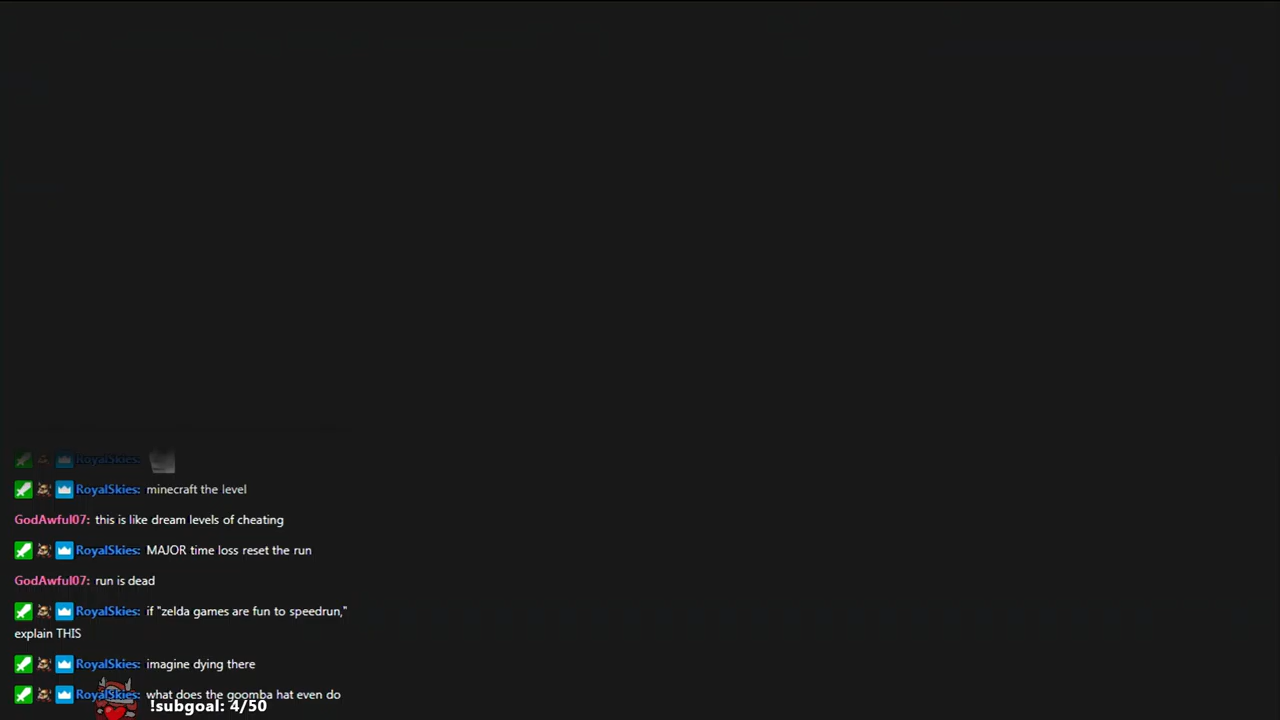 RoyalSkies:
RoyalSkies: minecraft the level
GodAwful07: this is like dream levels of cheating
RoyalSkies: MAJOR time loss reset the run
GodAwful07: run is dead
RoyalSkies: if "zelda games are fun to speedrun,"
explain THIS
RoyalSkies: imagine dying there
RoyalSkies: what does the goomba hat even do
!subgoal: 4/50